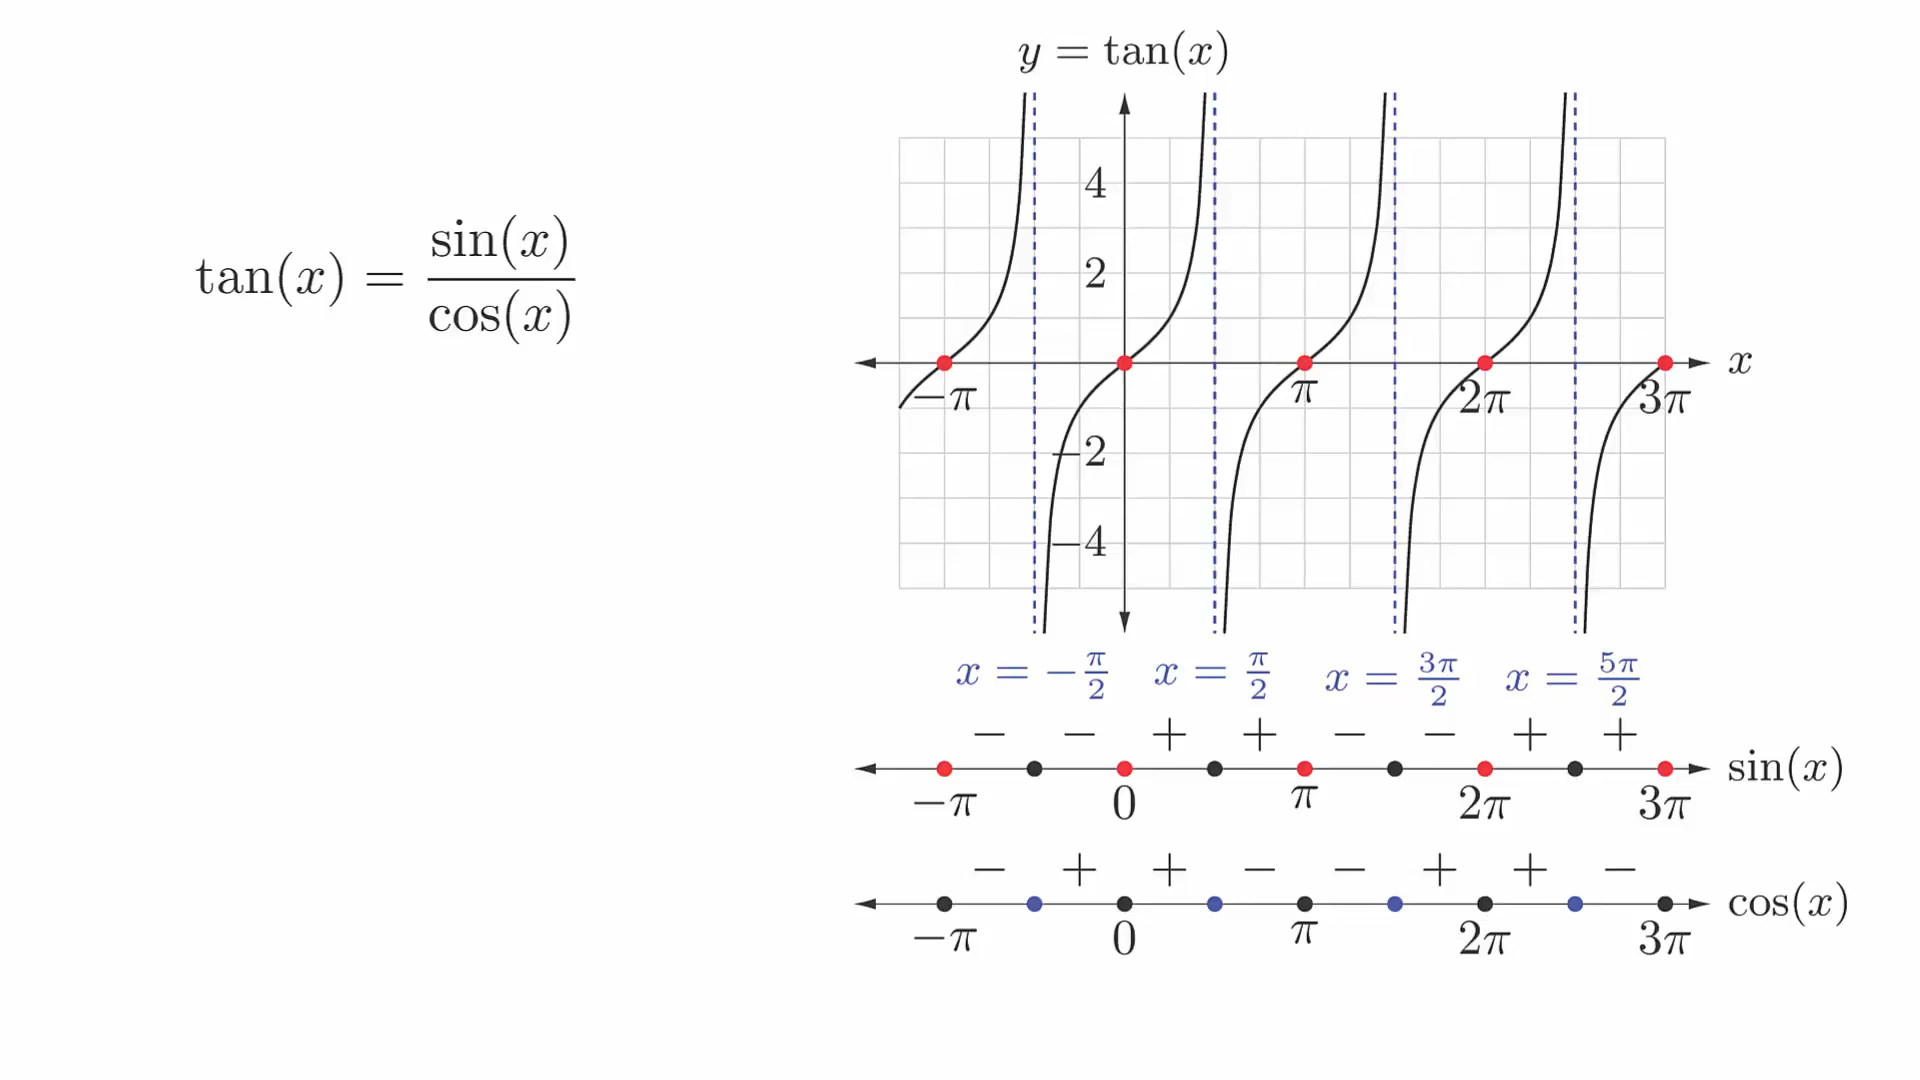 y = tan(x)
tan(x) = sin(x)/cos(x)
4
2
−2
−4
−π π 2π 3π x
x = −π/2 x = π/2 x = 3π/2 x = 5π/2
− − + + − − + +
sin(x)
−π 0 π 2π 3π
− + + − − + + −
cos(x)
−π 0 π 2π 3π